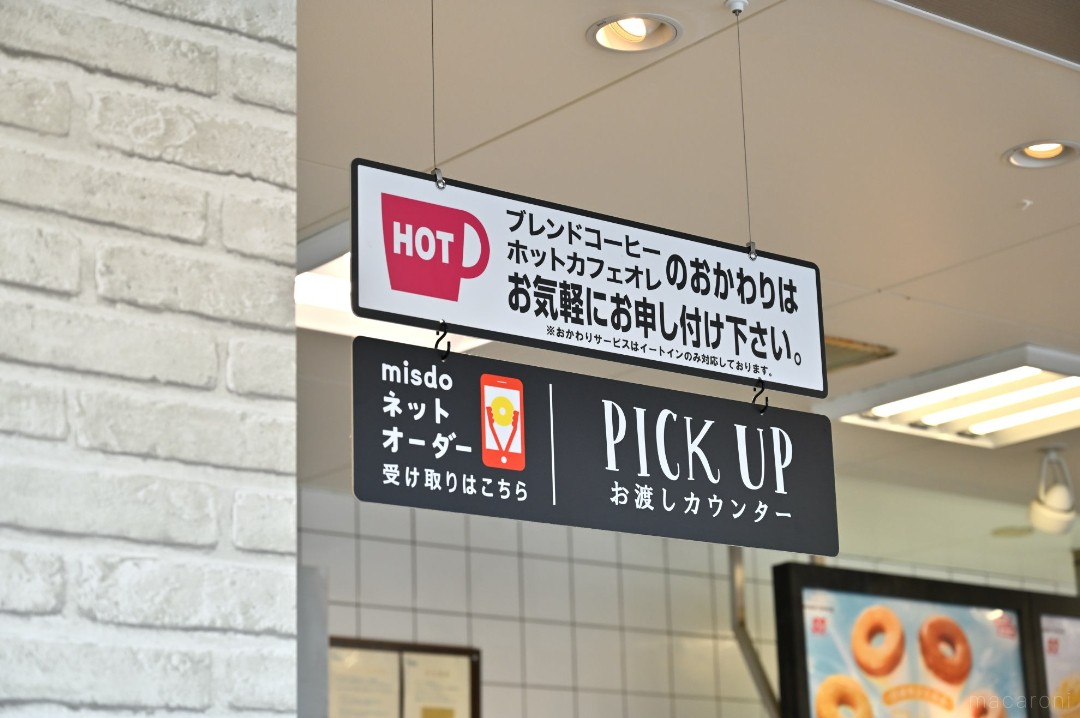 HOT
ブレンドコーヒー
ホットカフェオレ
のおかわりは
お気軽にお申し付け下さい。
※おかわりサービスはイートインのみ対応しております。
misdo
ネット
オーダー
受け取りはこちら
PICK UP
お渡しカウンター
macaroni